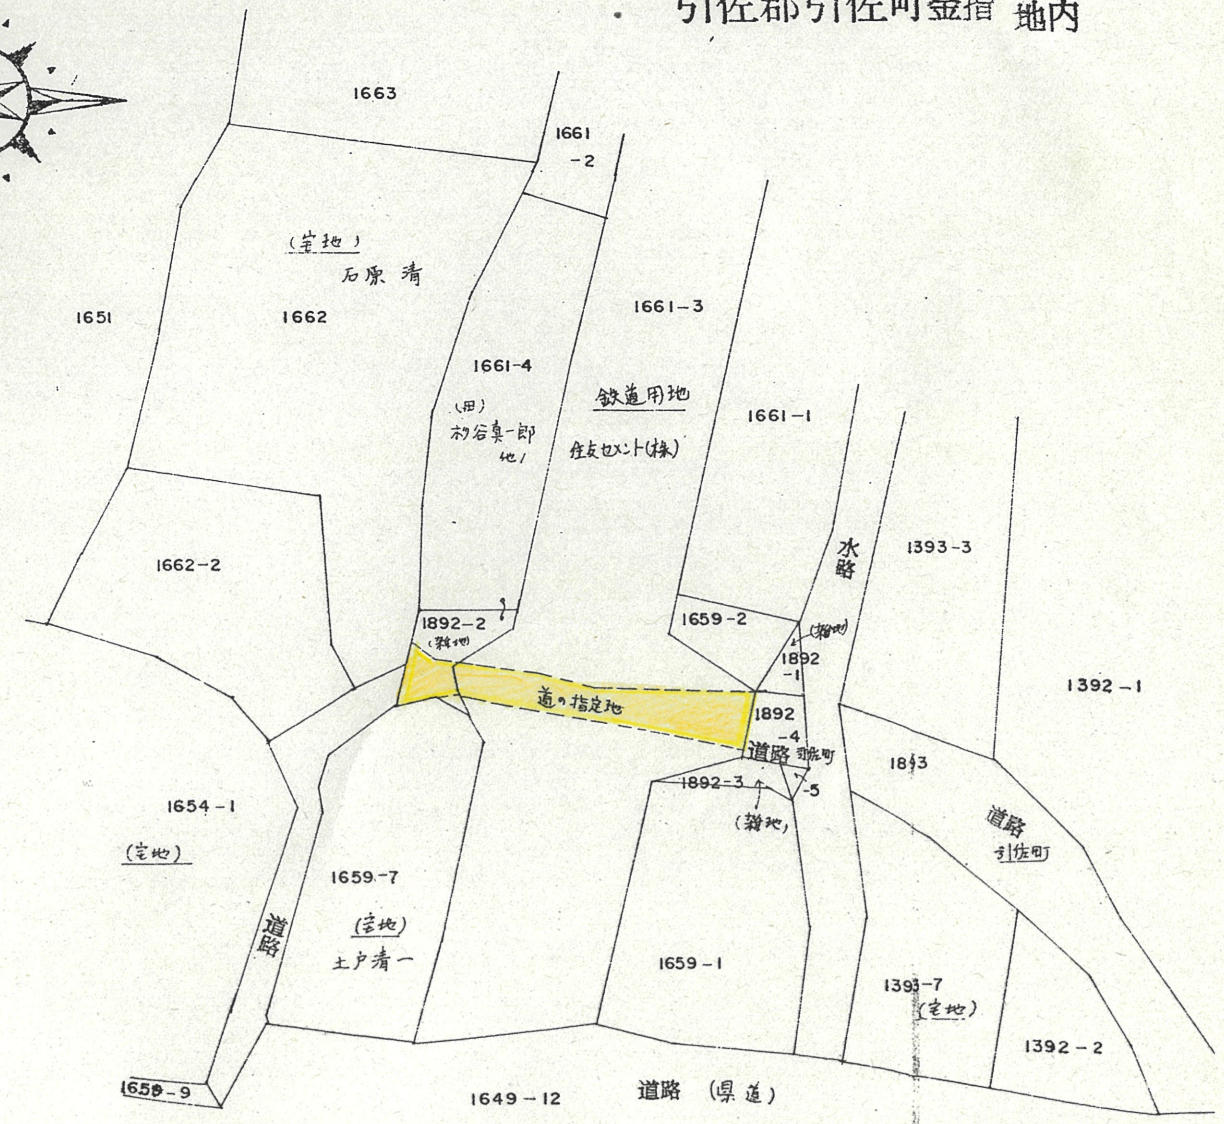 引佐郡引佐町金指 地内
1663
1661
-2
(宅地)
石原 清
1651
1662
1661-3
1661-4
(田)
杉谷真一郎
他1
鉄道用地
住友セメント(株)
1661-1
水路
1393-3
1662-2
1892-2
(雑地)
1659-2
(雑地)
1892
-1
1392-1
道の指定地
1892
-4
道路 引佐町
1892-3
-5
(雑地)
1893
道路
引佐町
1654-1
(宅地)
道路
1659-7
(宅地)
土戸清一
1659-1
1393-7
(宅地)
1392-2
1659-9
1649-12
道路 (県道)